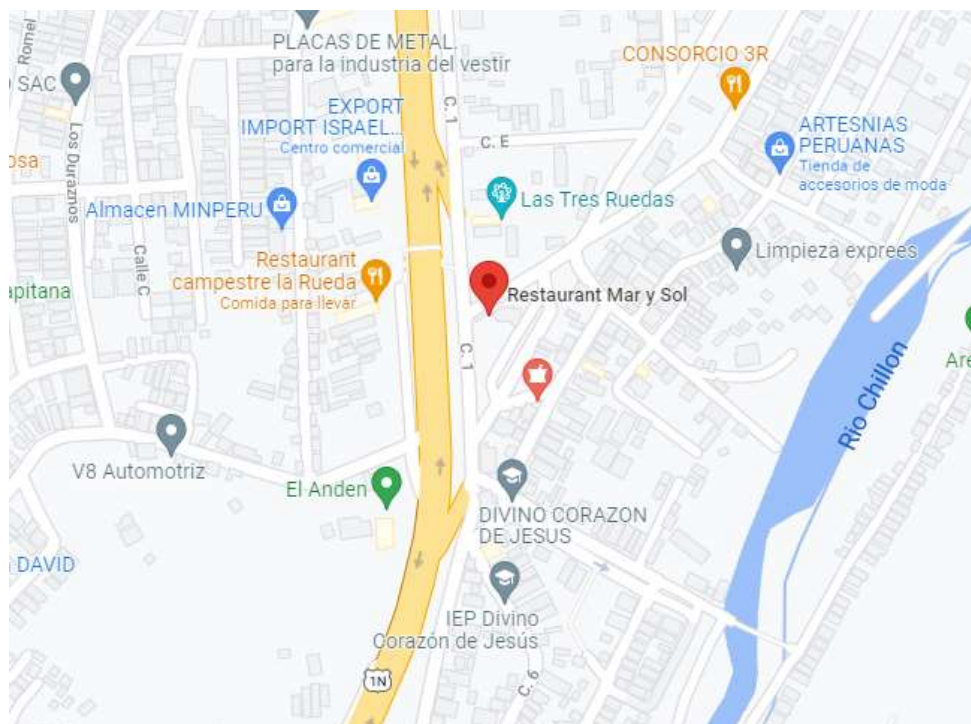 Romel
PLACAS DE METAL.
para la industria del vestir
CONSORCIO 3R
SAC
C. 1
EXPORT
IMPORT ISRAEL...
Centro comercial
ARTESNIAS
PERUANAS
Tienda de
accesorios de moda
Los Duraznos
C. E
Las Tres Ruedas
Almacen MINPERU
Calle C
Limpieza exprees
Restaurant
campestre la Rueda
Comida para llevar
Restaurant Mar y Sol
C. 1
Rio Chillon
V8 Automotriz
El Anden
DIVINO CORAZON
DE JESUS
DAVID
IEP Divino
Corazón de Jesús
1N
C. 9